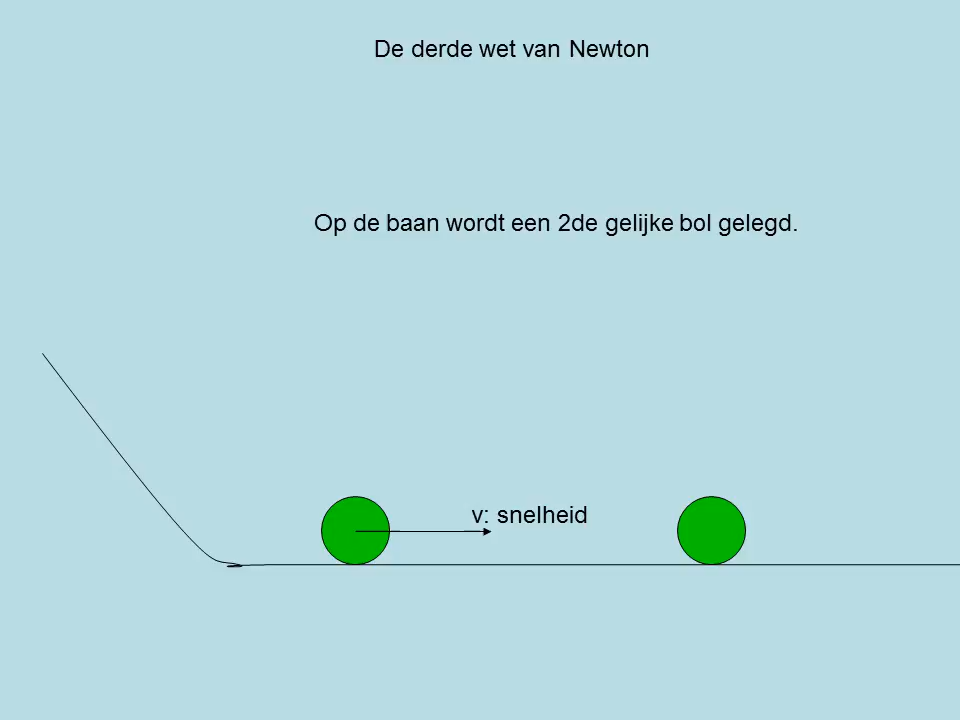 De derde wet van Newton
Op de baan wordt een 2de gelijke bol gelegd.
v: snelheid